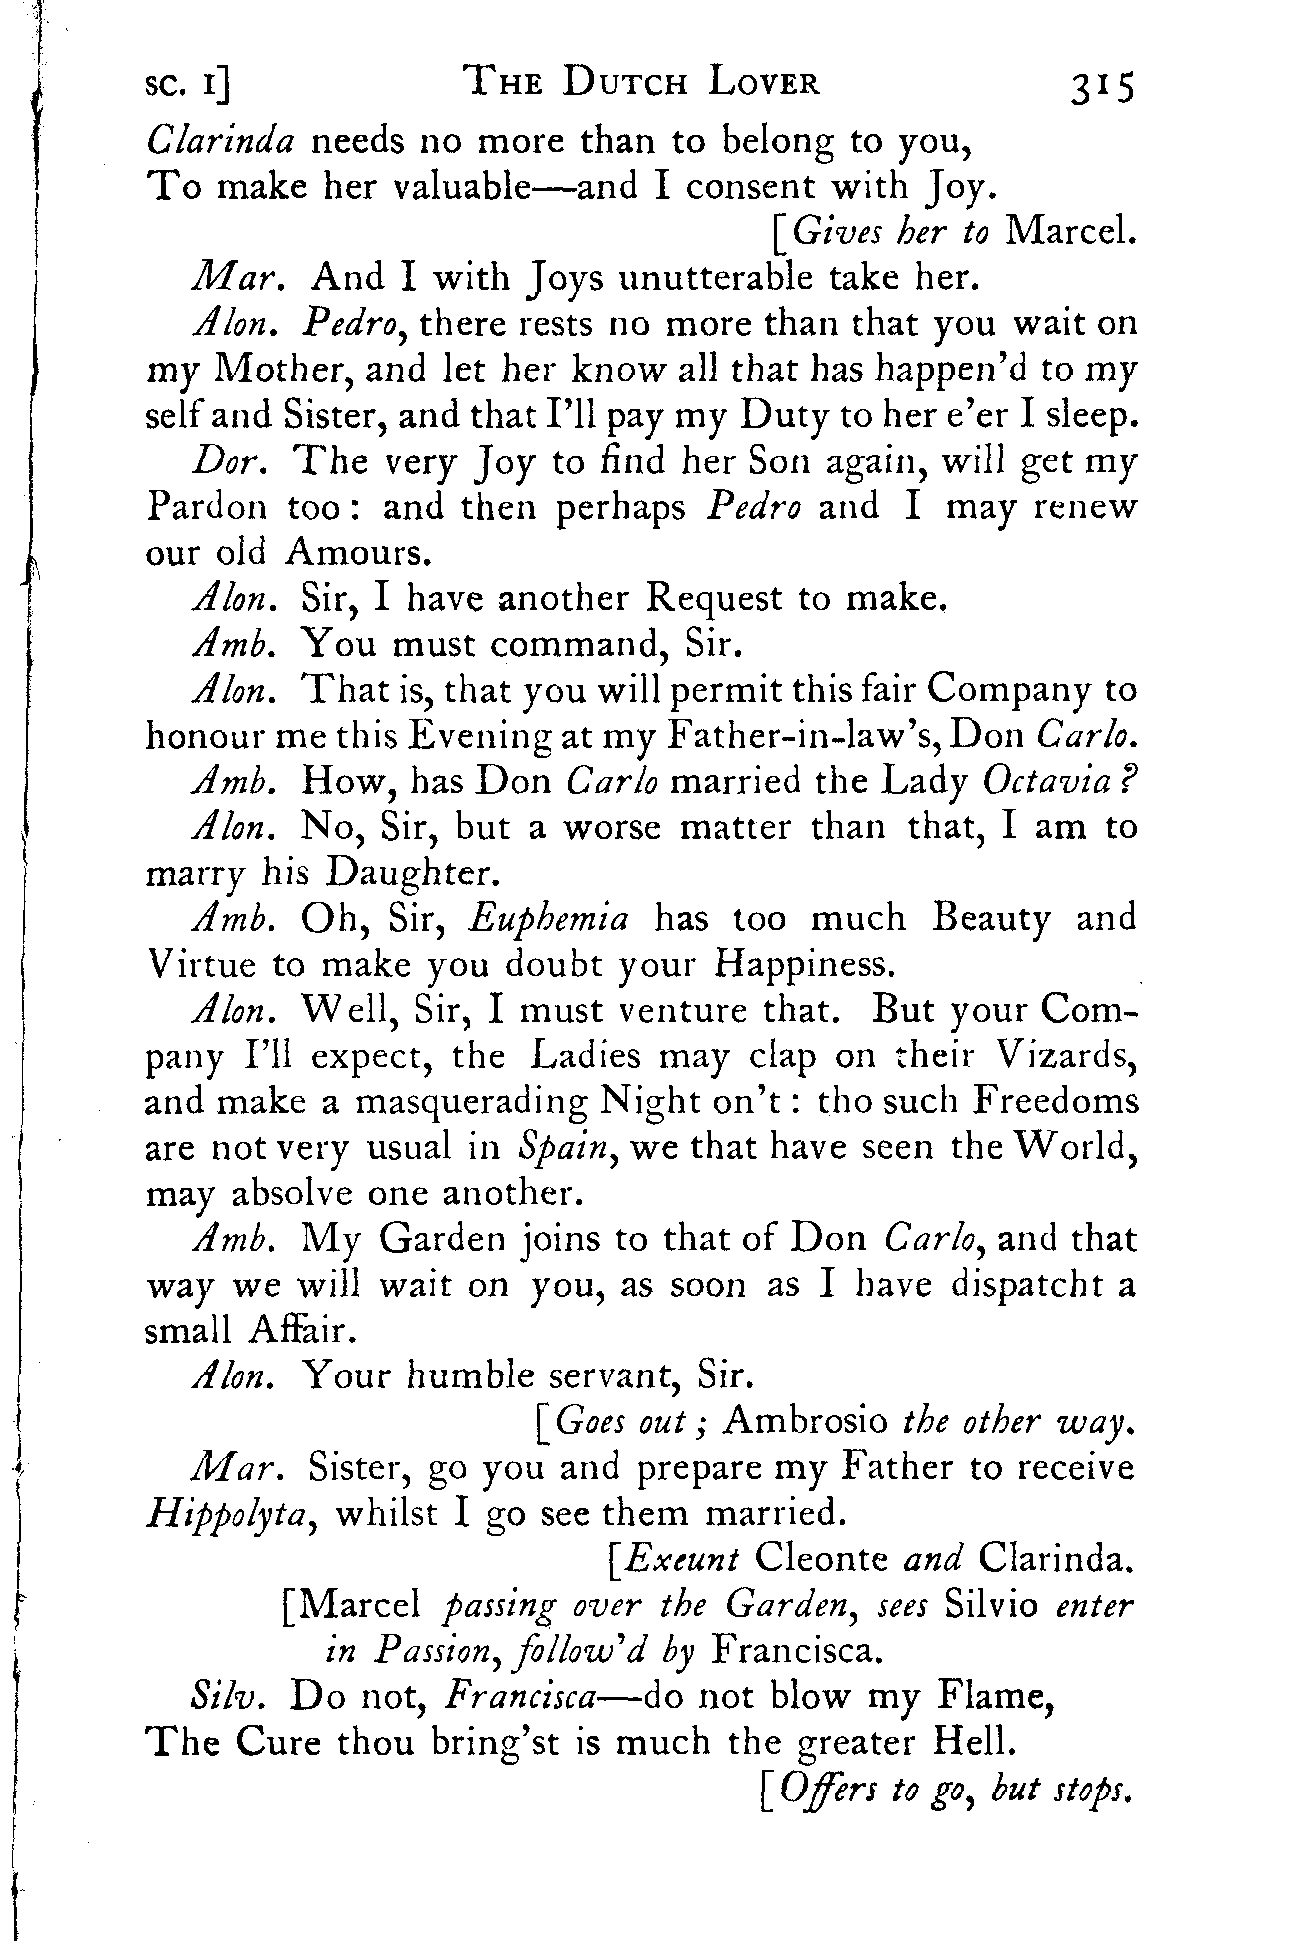 SC. I] THE DUTCH LOVER 315
Clarinda needs no more than to belong to you,
To make her valuable—and I consent with Joy.
[Gives her to Marcel.
Mar. And I with Joys unutterable take her.
Alon. Pedro, there rests no more than that you wait on
my Mother, and let her know all that has happen'd to my
self and Sister, and that I'll pay my Duty to her e'er I sleep.
Dor. The very Joy to find her Son again, will get my
Pardon too: and then perhaps Pedro and I may renew
our old Amours.
Alon. Sir, I have another Request to make.
Amb. You must command, Sir.
Alon. That is, that you will permit this fair Company to
honour me this Evening at my Father-in-law's, Don Carlo.
Amb. How, has Don Carlo married the Lady Octavia?
Alon. No, Sir, but a worse matter than that, I am to
marry his Daughter.
Amb. Oh, Sir, Euphemia has too much Beauty and
Virtue to make you doubt your Happiness.
Alon. Well, Sir, I must venture that. But your Com-
pany I'll expect, the Ladies may clap on their Vizards,
and make a masquerading Night on't: tho such Freedoms
are not very usual in Spain, we that have seen the World,
may absolve one another.
Amb. My Garden joins to that of Don Carlo, and that
way we will wait on you, as soon as I have dispatcht a
small Affair.
Alon. Your humble servant, Sir.
[Goes out; Ambrosio the other way.
Mar. Sister, go you and prepare my Father to receive
Hippolyta, whilst I go see them married.
[Exeunt Cleonte and Clarinda.
[Marcel passing over the Garden, sees Silvio enter
in Passion, follow'd by Francisca.
Silv. Do not, Francisca—do not blow my Flame,
The Cure thou bring'st is much the greater Hell.
[Offers to go, but stops.